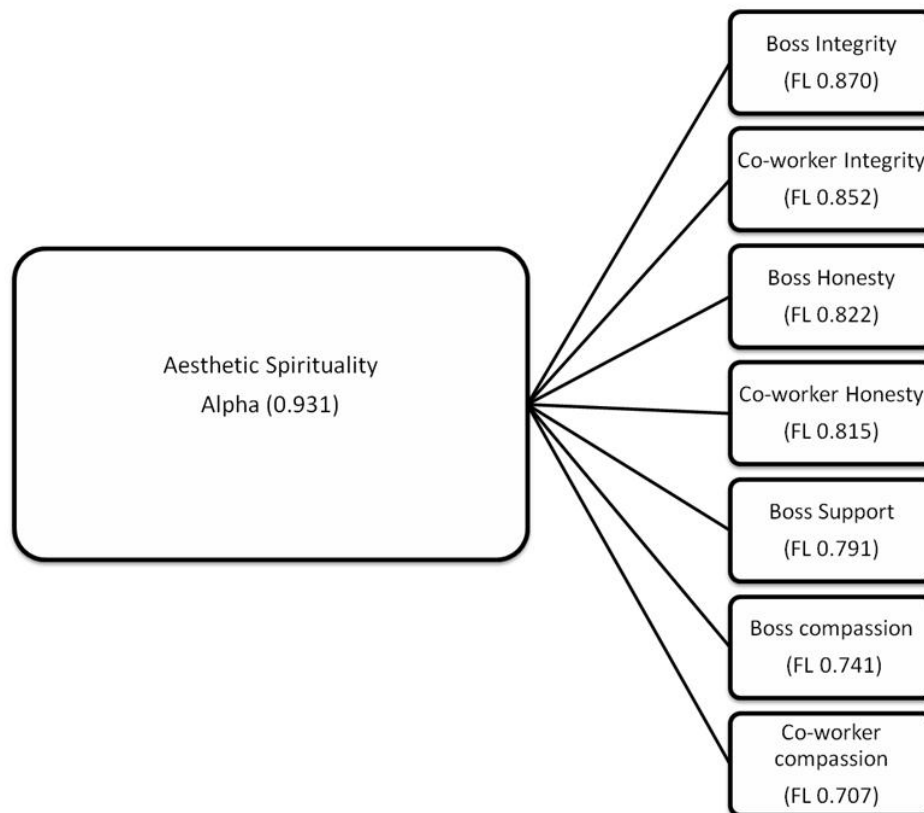 Boss Integrity
(FL 0.870)
Co-worker Integrity
(FL 0.852)
Boss Honesty
(FL 0.822)
Aesthetic Spirituality
Alpha (0.931)
Co-worker Honesty
(FL 0.815)
Boss Support
(FL 0.791)
Boss compassion
(FL 0.741)
Co-worker
compassion
(FL 0.707)